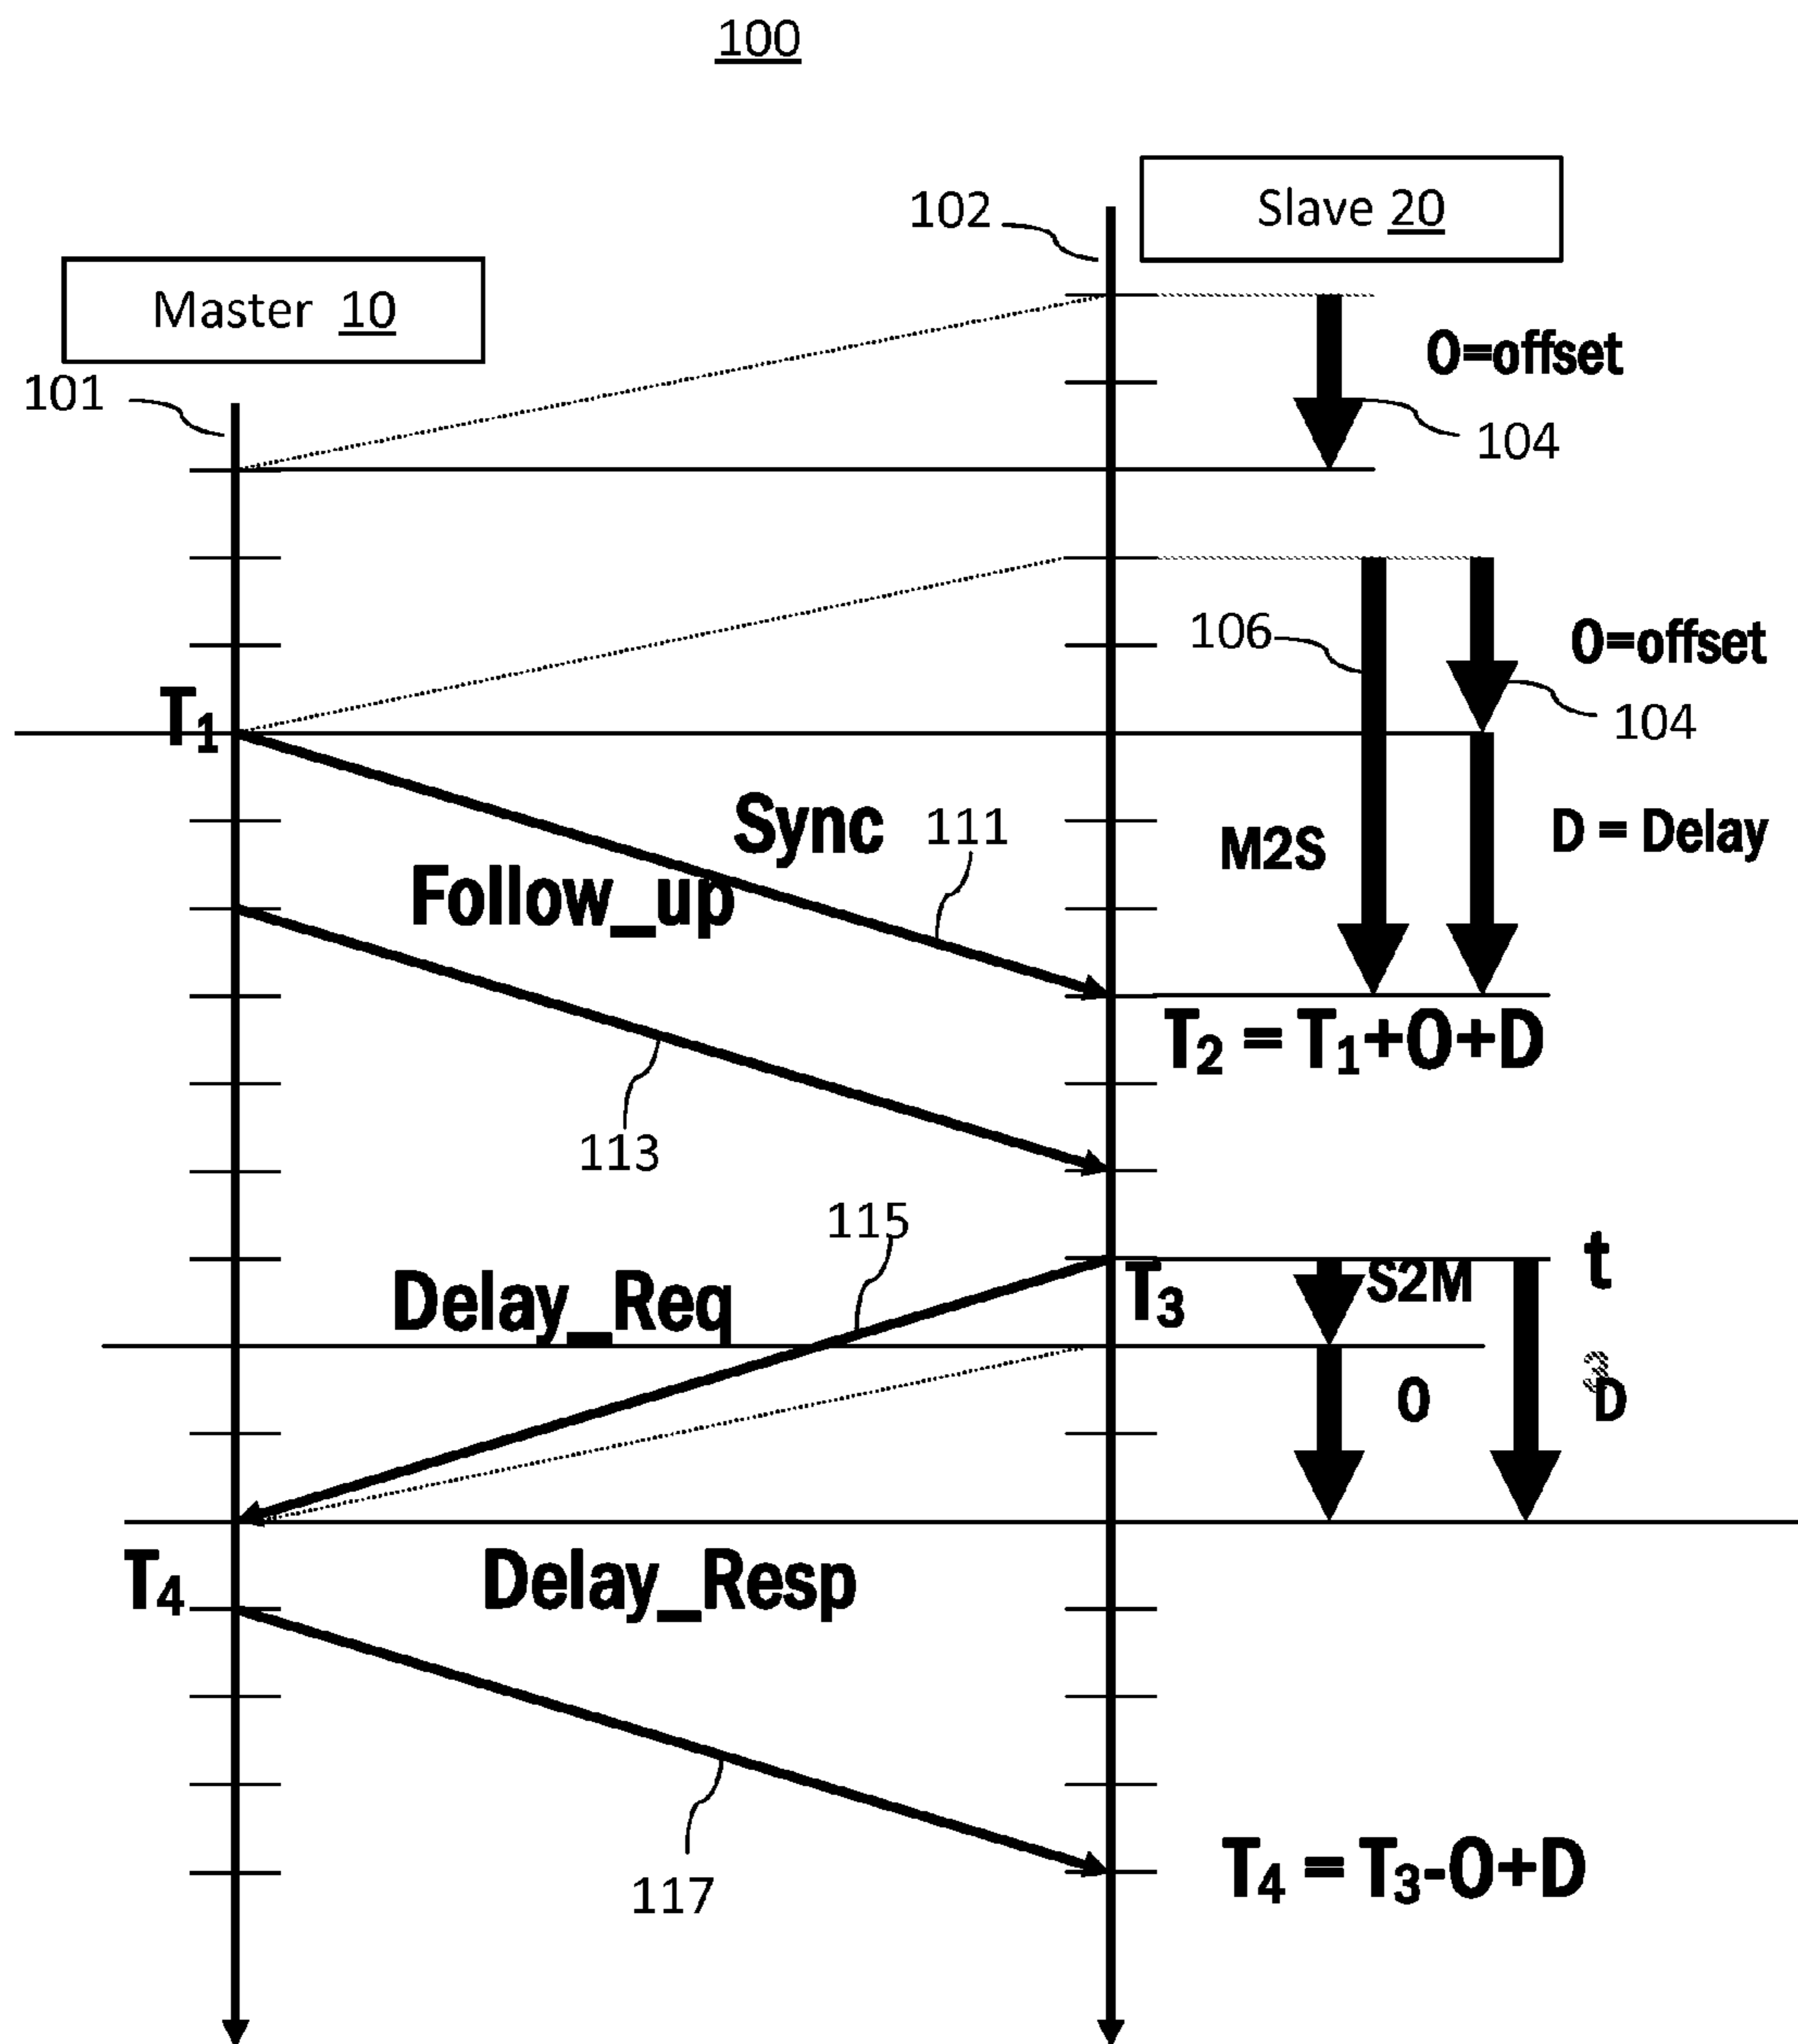 100
102
Slave 20
Master 10
101
O=offset
104
106
O=offset
104
T1
Sync
111
M2S
D = Delay
Follow_up
T2 = T1+O+D
113
115
t
S2M
T3
Delay_Req
3
O
D
T4
Delay_Resp
117
T4 = T3-O+D